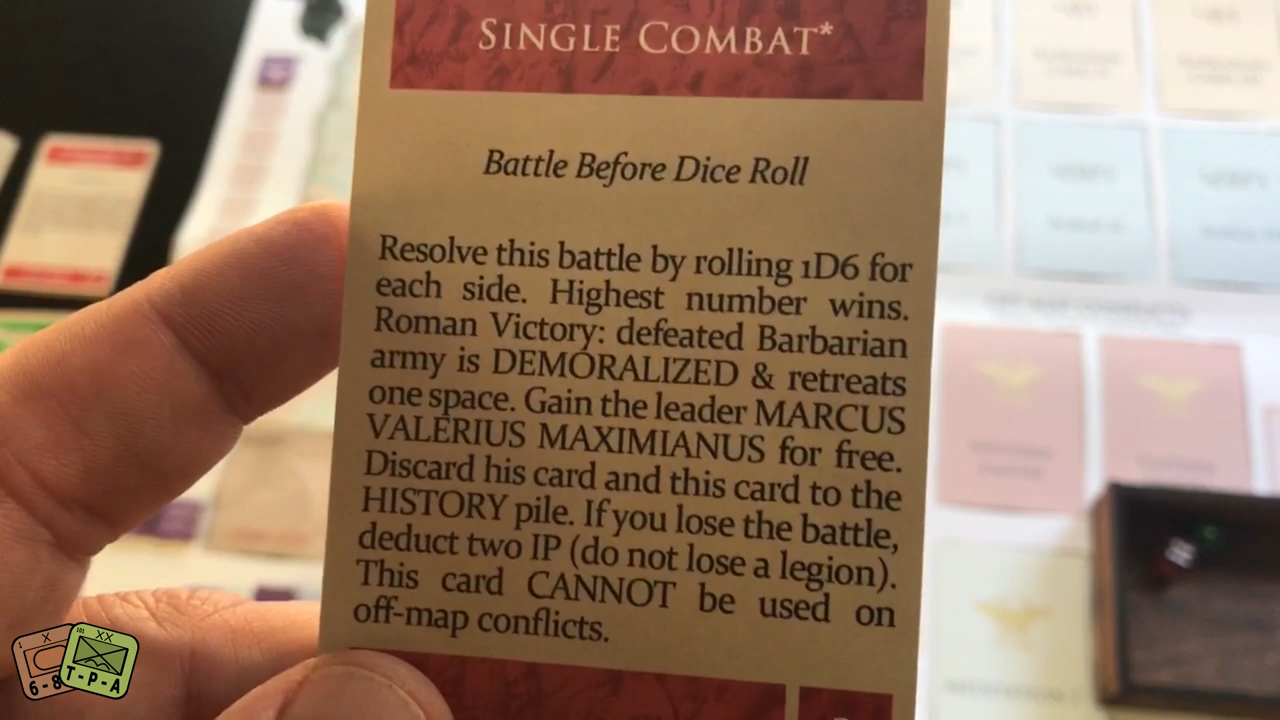 SINGLE COMBAT*
Battle Before Dice Roll
Resolve this battle by rolling 1D6 for
each side. Highest number wins.
Roman Victory: defeated Barbarian
army is DEMORALIZED & retreats
one space. Gain the leader MARCUS
VALERIUS MAXIMIANUS for free.
Discard his card and this card to the
HISTORY pile. If you lose the battle,
deduct two IP (do not lose a legion).
This card CANNOT be used on
off-map conflicts.
1 X
6-8
101 XX
T-P-A